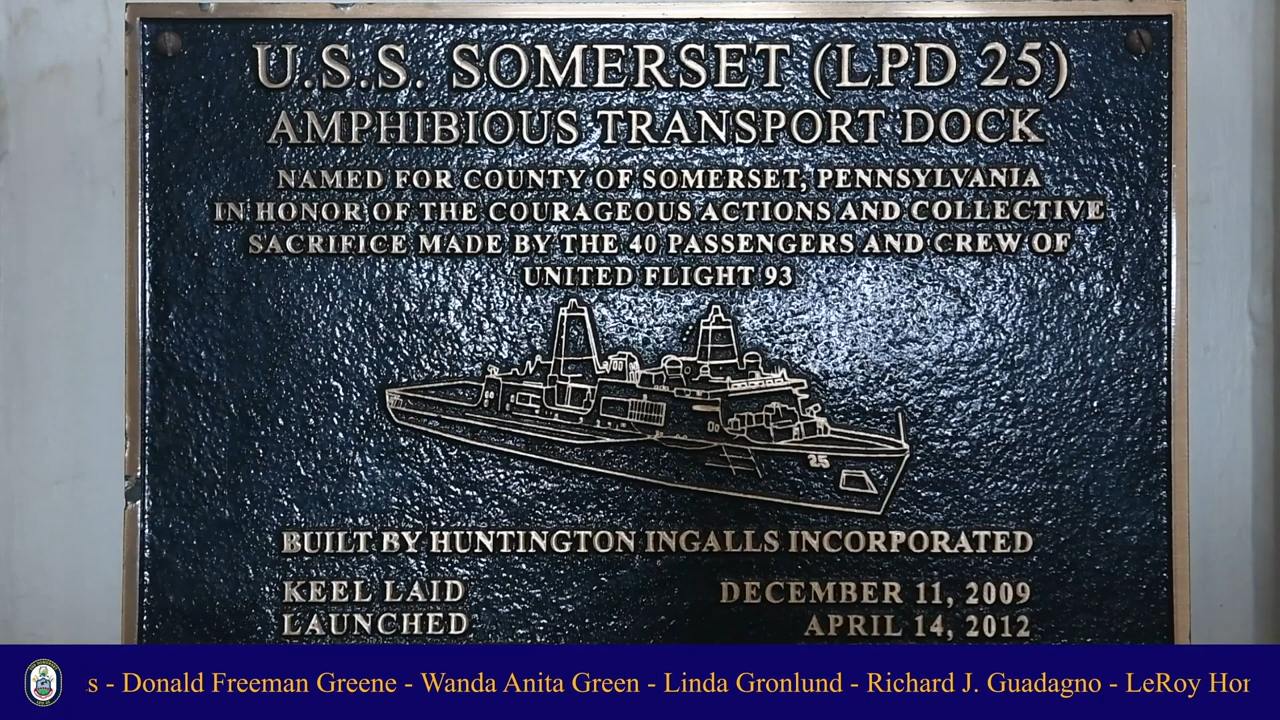 U.S.S. SOMERSET (LPD 25)
AMPHIBIOUS TRANSPORT DOCK
NAMED FOR COUNTY OF SOMERSET, PENNSYLVANIA
IN HONOR OF THE COURAGEOUS ACTIONS AND COLLECTIVE
SACRIFICE MADE BY THE 40 PASSENGERS AND CREW OF
UNITED FLIGHT 93
25
BUILT BY HUNTINGTON INGALLS INCORPORATED
KEEL LAID DECEMBER 11, 2009
LAUNCHED APRIL 14, 2012
s - Donald Freeman Greene - Wanda Anita Green - Linda Gronlund - Richard J. Guadagno - LeRoy Hor